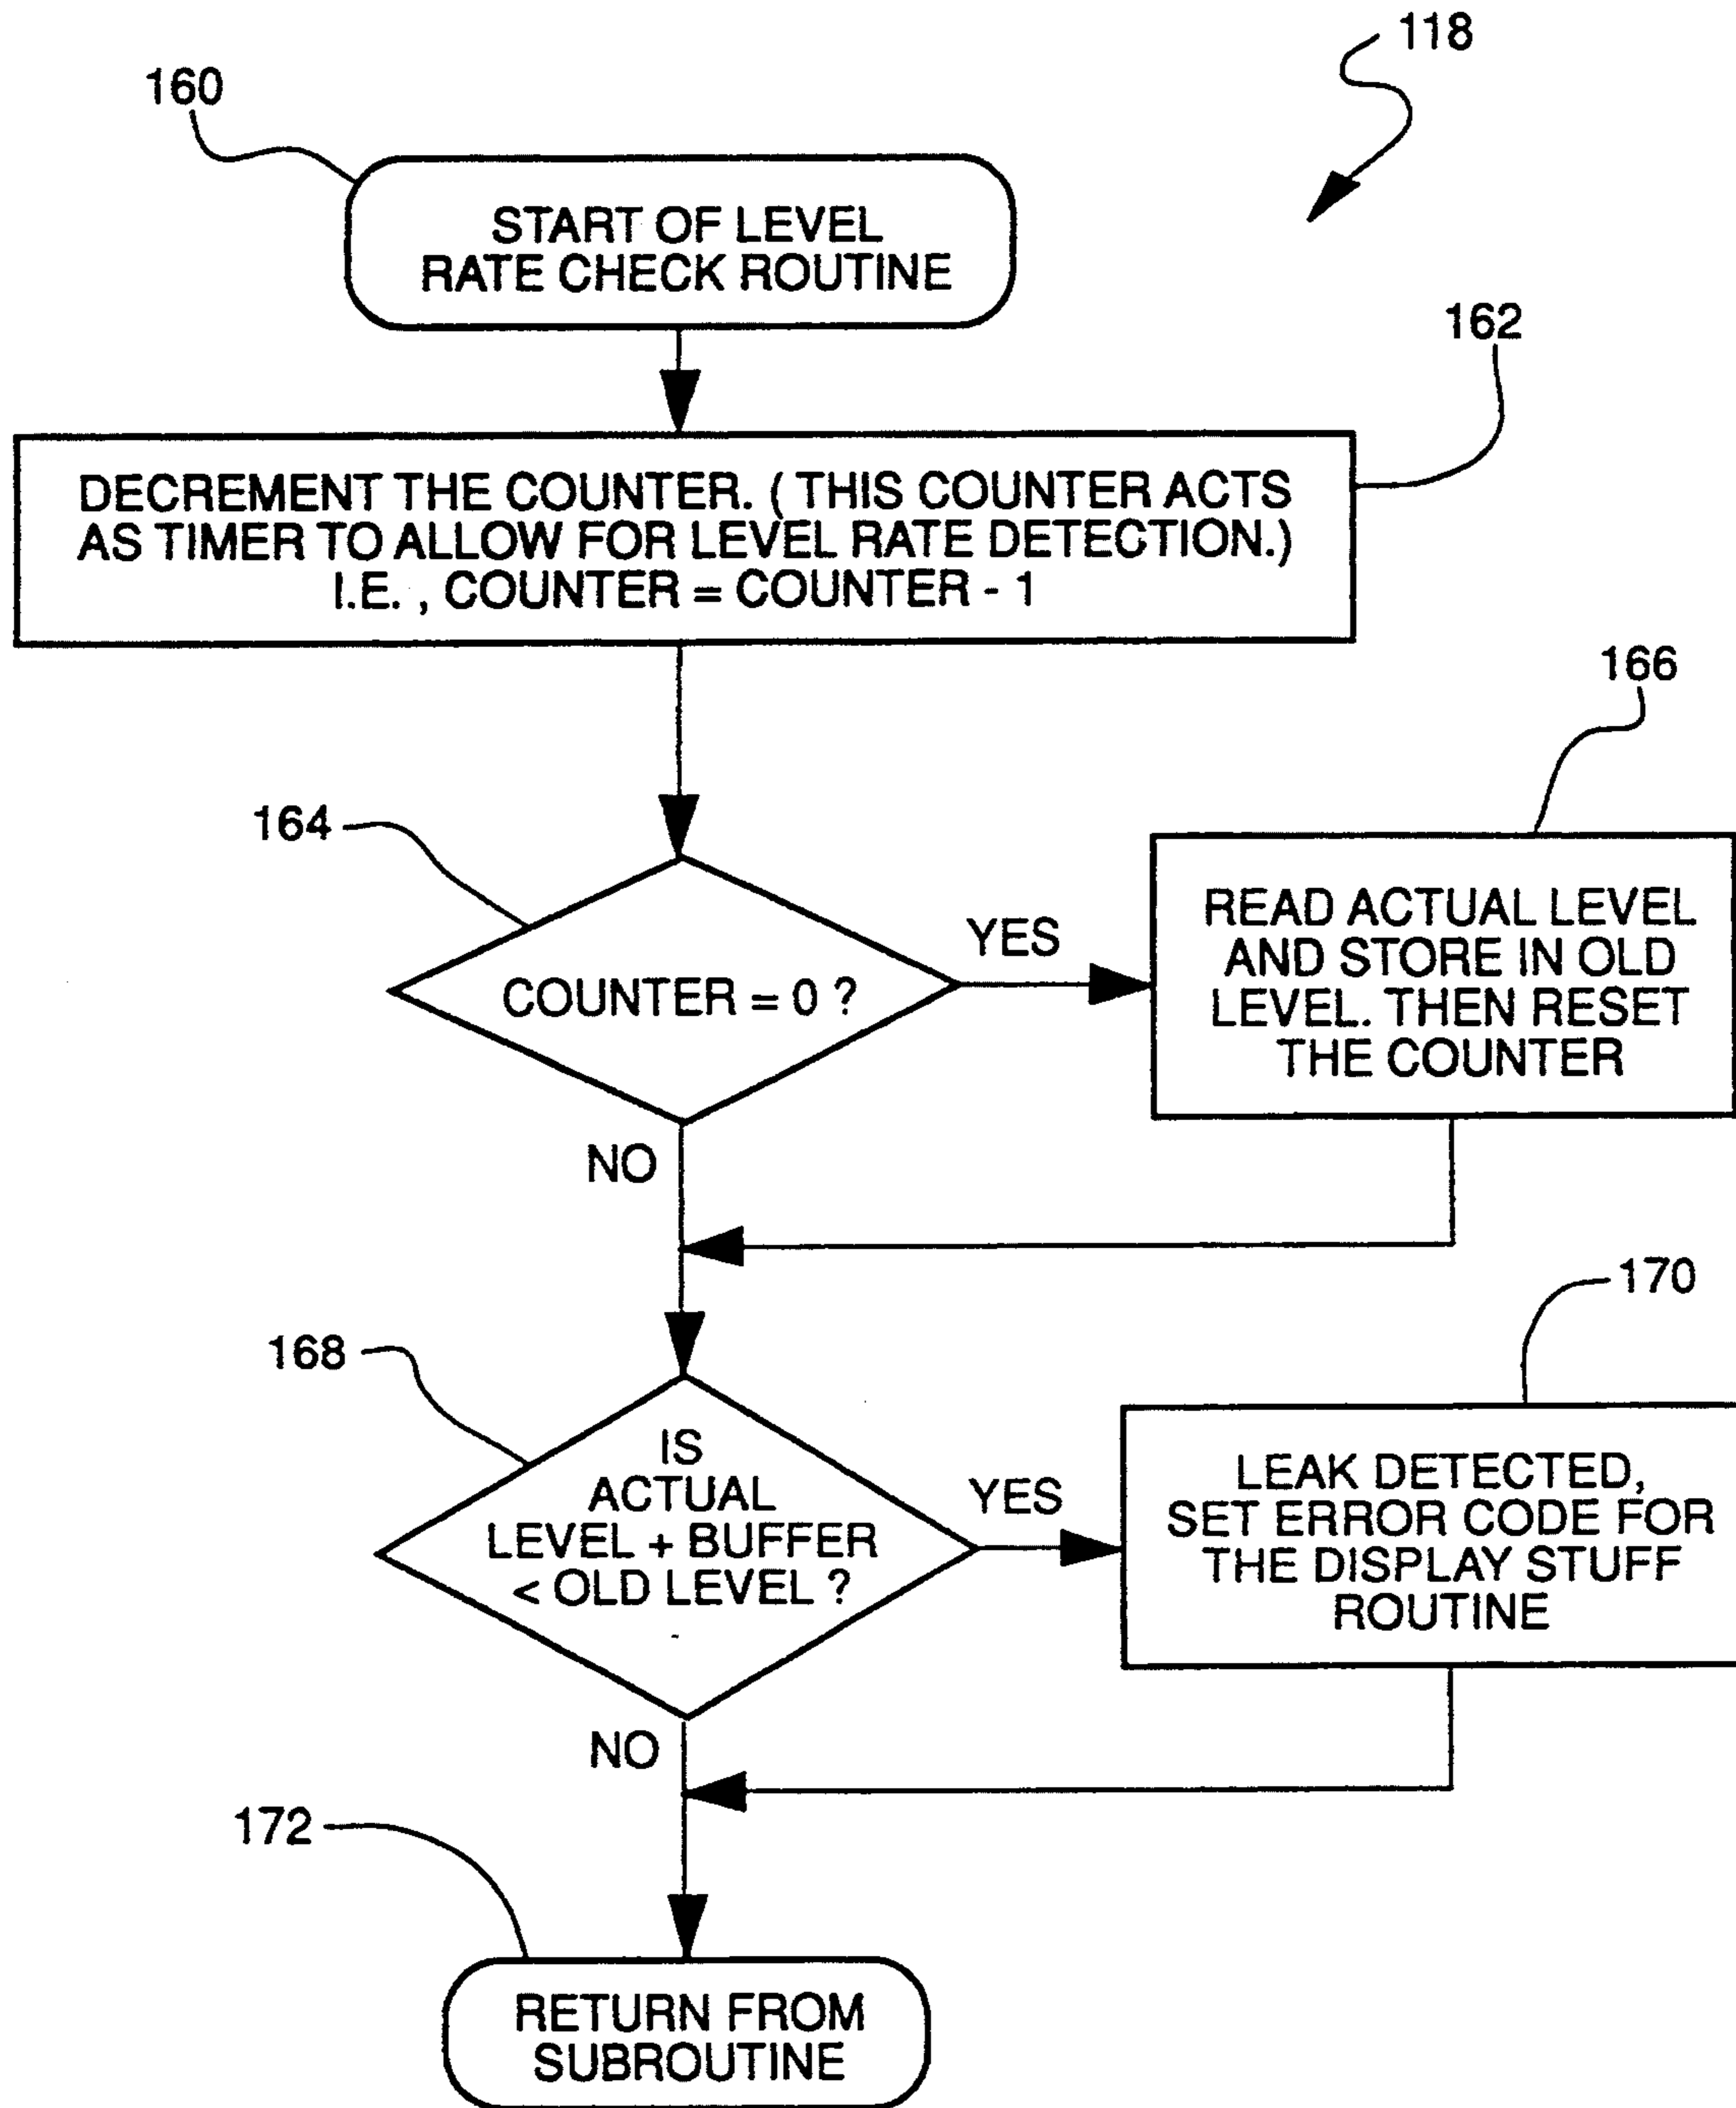 118
160
START OF LEVEL
RATE CHECK ROUTINE
162
DECREMENT THE COUNTER. ( THIS COUNTER ACTS
AS TIMER TO ALLOW FOR LEVEL RATE DETECTION.)
I.E. , COUNTER = COUNTER - 1
166
164
YES
COUNTER = 0 ?
READ ACTUAL LEVEL
AND STORE IN OLD
LEVEL. THEN RESET
THE COUNTER
NO
170
168
IS
ACTUAL
LEVEL + BUFFER
< OLD LEVEL ?
YES
LEAK DETECTED,
SET ERROR CODE FOR
THE DISPLAY STUFF
ROUTINE
NO
172
RETURN FROM
SUBROUTINE